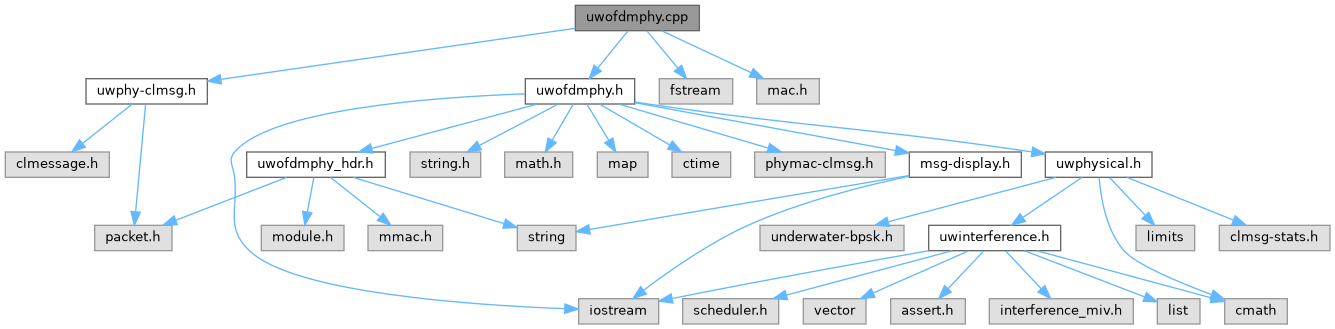 uwofdmphy.cpp
uwphy-clmsg.h
uwofdmphy.h
fstream
mac.h
clmessage.h
uwofdmphy_hdr.h
string.h
math.h
map
ctime
phymac-clmsg.h
msg-display.h
uwphysical.h
packet.h
module.h
mmac.h
string
underwater-bpsk.h
uwinterference.h
limits
clmsg-stats.h
iostream
scheduler.h
vector
assert.h
interference_miv.h
list
cmath